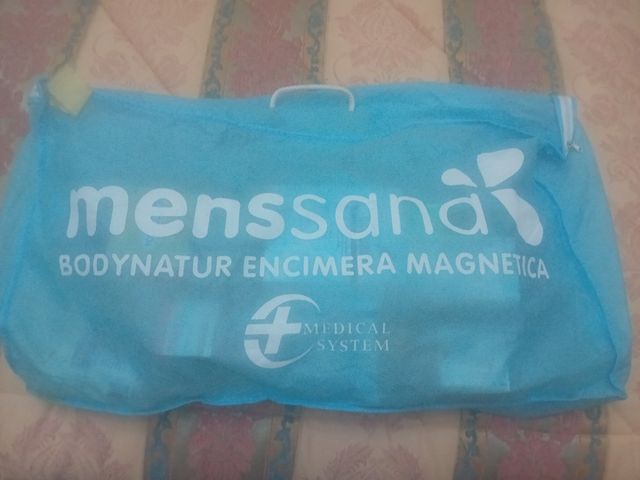 menssana
BODYNATUR ENCIMERA MAGNETICA
MEDICAL
SYSTEM